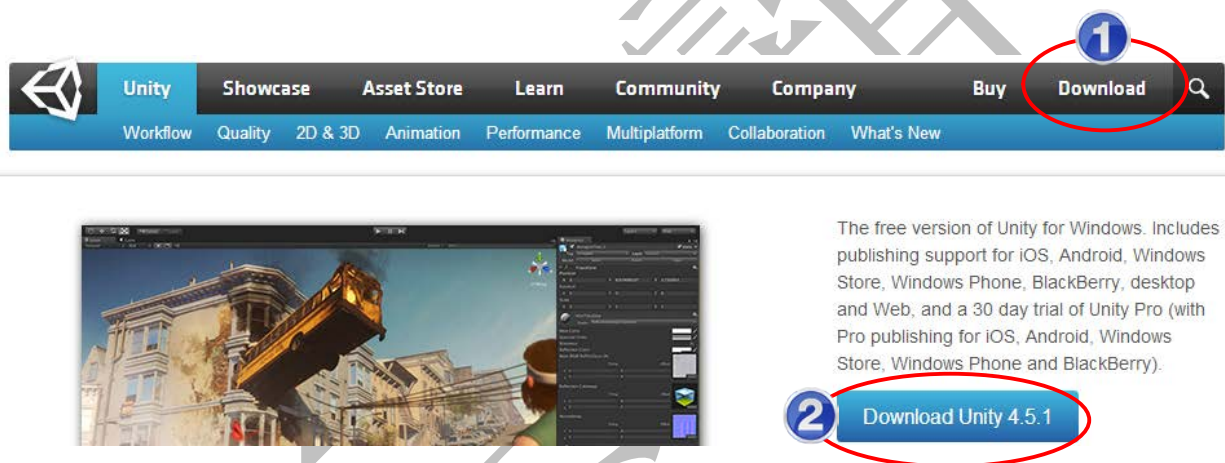 1
Unity Showcase Asset Store Learn Community Company Buy Download
Workflow Quality 2D & 3D Animation Performance Multiplatform Collaboration What's New
The free version of Unity for Windows. Includes
publishing support for iOS, Android, Windows
Store, Windows Phone, BlackBerry, desktop
and Web, and a 30 day trial of Unity Pro (with
Pro publishing for iOS, Android, Windows
Store, Windows Phone and BlackBerry).
2 Download Unity 4.5.1